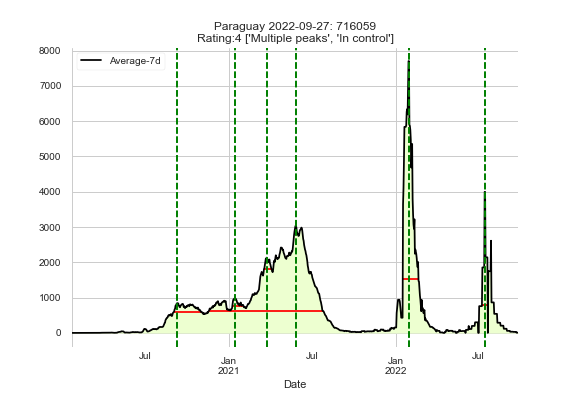 Paraguay 2022-09-27: 716059
Rating:4 ['Multiple peaks', 'In control']
Average-7d
8000
7000
6000
5000
4000
3000
2000
1000
0
Jul
Jan
2021
Jul
Jan
2022
Jul
Date